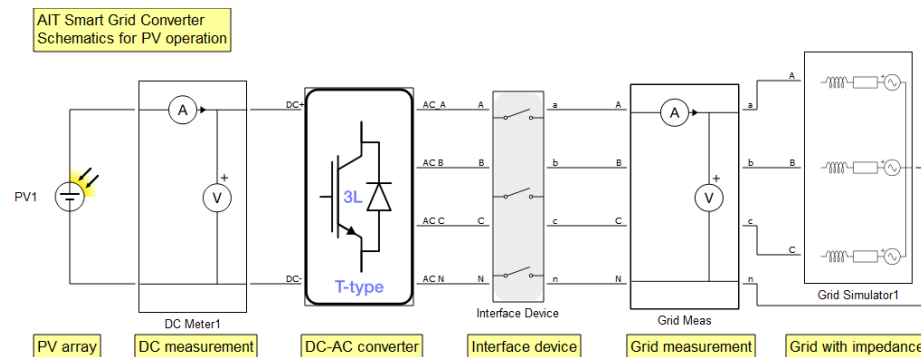 AIT Smart Grid Converter
Schematics for PV operation
PV1
A
V
DC Meter1
DC+
DC-
3L
T-type
AC_A
AC B
AC C
AC N
A
B
C
N
a
b
c
n
Interface Device
A
B
C
N
A
V
a
b
c
n
Grid Meas
A
B
C
Grid Simulator1
PV array
DC measurement
DC-AC converter
Interface device
Grid measurement
Grid with impedance